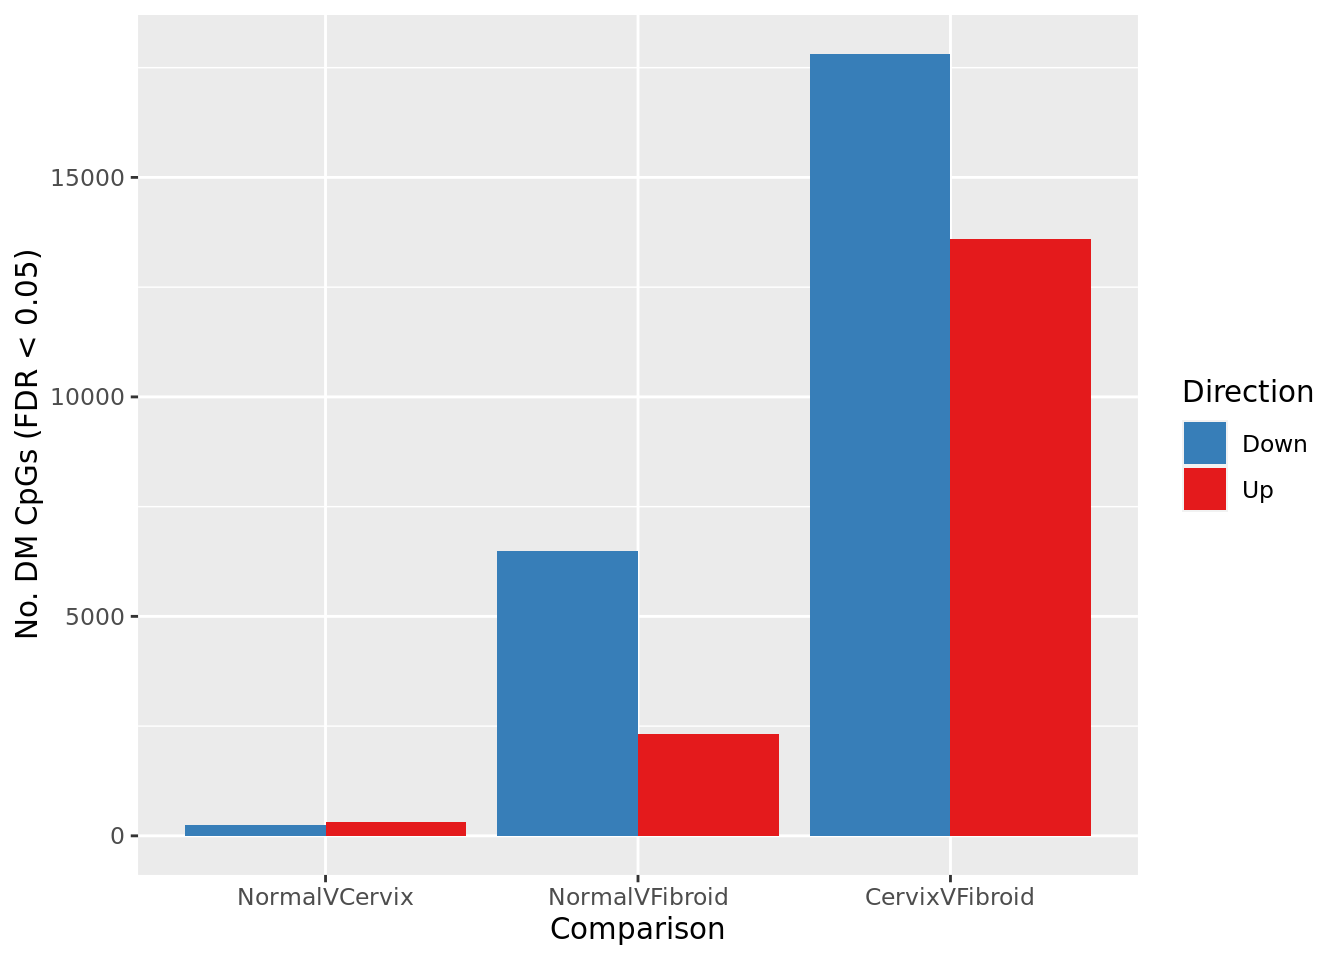 No. DM CpGs (FDR < 0.05)
15000
10000
5000
0
NormalVCervix
NormalVFibroid
CervixVFibroid
Comparison
Direction
Down
Up